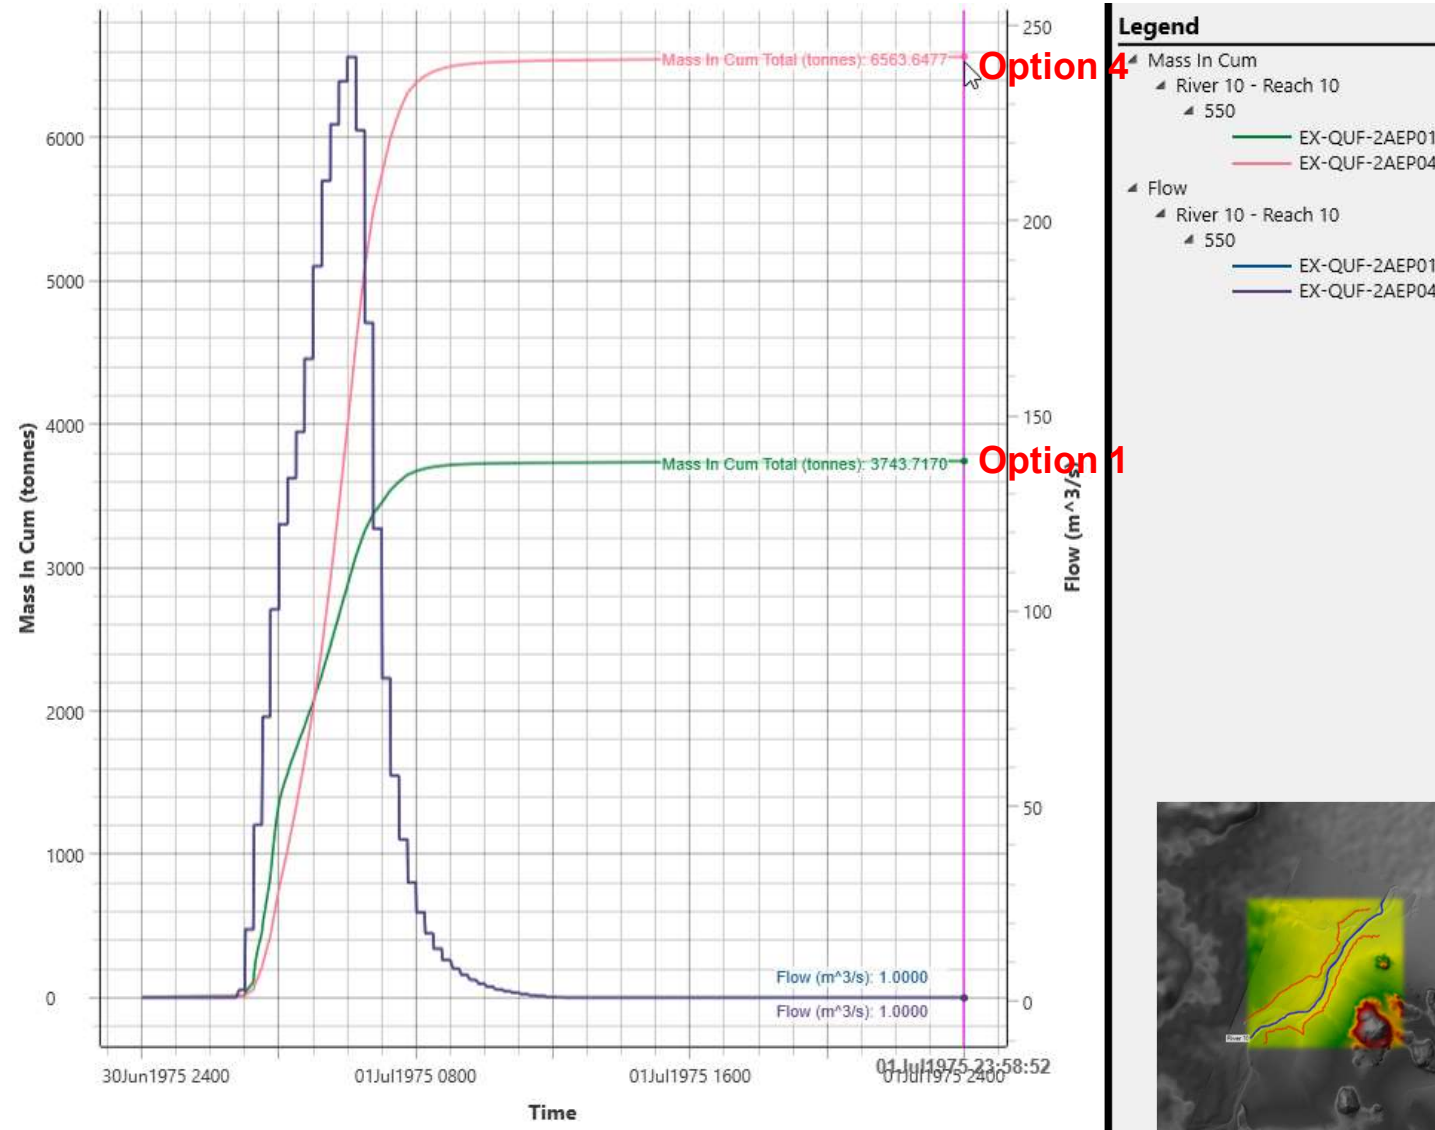 Mass In Cum (tonnes)
6000
5000
4000
3000
2000
1000
0
Mass In Cum Total (tonnes): 6563.6477
Option 4
Mass In Cum Total (tonnes): 3743.7170
Option 1
Flow (m^3/s): 1.0000
Flow (m^3/s): 1.0000
250
200
150
100
50
0
Flow (m^3/s)
30Jun1975 2400
01Jul1975 0800
01Jul1975 1600
01Jul1975 2400
01Jul1975 23:58:52
Time
Legend
Mass In Cum
River 10 - Reach 10
550
EX-QUF-2AEP01
EX-QUF-2AEP04
Flow
River 10 - Reach 10
550
EX-QUF-2AEP01
EX-QUF-2AEP04